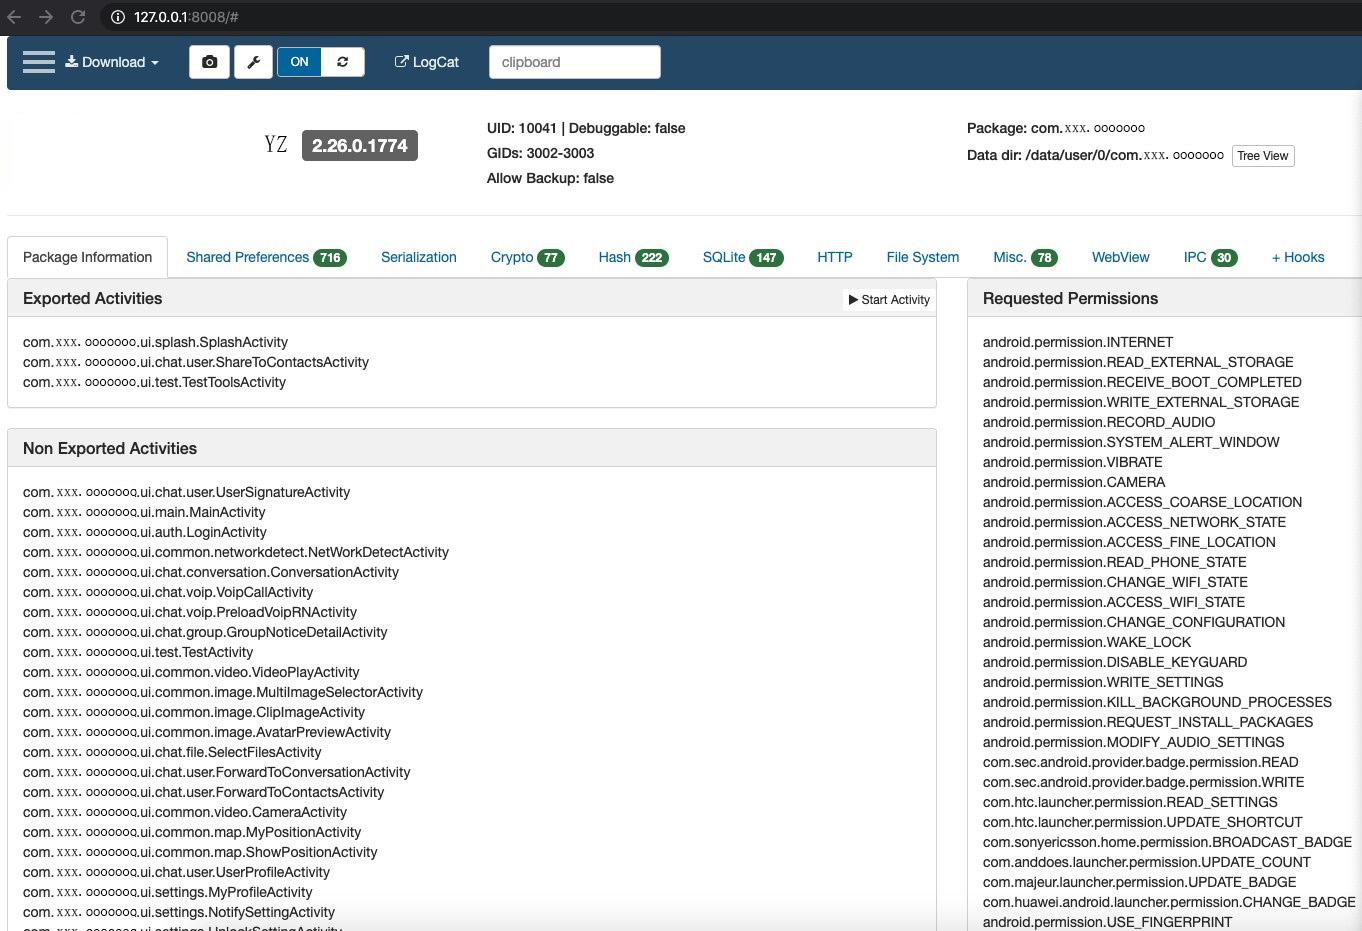 127.0.0.1:8008/#
Download
ON
LogCat
clipboard
YZ 2.26.0.1774
UID: 10041 | Debuggable: false
GIDs: 3002-3003
Allow Backup: false
Package: com.xxx. ooooooo
Data dir: /data/user/0/com.xxx. ooooooo Tree View
Package Information
Shared Preferences 716
Serialization
Crypto 77
Hash 222
SQLite 147
HTTP
File System
Misc. 78
WebView
IPC 30
+ Hooks
Exported Activities
Start Activity
com.xxx. ooooooo.ui.splash.SplashActivity
com.xxx. ooooooo.ui.chat.user.ShareToContactsActivity
com.xxx. ooooooo.ui.test.TestToolsActivity
Non Exported Activities
com. xxx. ooooooo.ui.chat.user.UserSignatureActivity
com. xxx. ooooooo.ui.main.MainActivity
com. xxx. ooooooo.ui.auth.LoginActivity
com. xxx. ooooooo.ui.common.networkdetect.NetWorkDetectActivity
com. xxx. ooooooo.ui.chat.conversation.ConversationActivity
com. xxx. ooooooo.ui.chat.voip.VoipCallActivity
com. xxx. ooooooo.ui.chat.voip.PreloadVoipRNActivity
com. xxx. ooooooo.ui.chat.group.GroupNoticeDetailActivity
com. xxx. ooooooo.ui.test.TestActivity
com. xxx. ooooooo.ui.common.video.VideoPlayActivity
com. xxx. ooooooo.ui.common.image.MultiImageSelectorActivity
com. xxx. ooooooo.ui.common.image.ClipImageActivity
com. xxx. ooooooo.ui.common.image.AvatarPreviewActivity
com. xxx. ooooooo.ui.chat.file.SelectFilesActivity
com. xxx. ooooooo.ui.chat.user.ForwardToConversationActivity
com. xxx. ooooooo.ui.chat.user.ForwardToContactsActivity
com. xxx. ooooooo.ui.common.video.CameraActivity
com. xxx. ooooooo.ui.common.map.MyPositionActivity
com. xxx. ooooooo.ui.common.map.ShowPositionActivity
com. xxx. ooooooo.ui.chat.user.UserProfileActivity
com. xxx. ooooooo.ui.settings.MyProfileActivity
com. xxx. ooooooo.ui.settings.NotifySettingActivity
Requested Permissions
android.permission.INTERNET
android.permission.READ_EXTERNAL_STORAGE
android.permission.RECEIVE_BOOT_COMPLETED
android.permission.WRITE_EXTERNAL_STORAGE
android.permission.RECORD_AUDIO
android.permission.SYSTEM_ALERT_WINDOW
android.permission.VIBRATE
android.permission.CAMERA
android.permission.ACCESS_COARSE_LOCATION
android.permission.ACCESS_NETWORK_STATE
android.permission.ACCESS_FINE_LOCATION
android.permission.READ_PHONE_STATE
android.permission.CHANGE_WIFI_STATE
android.permission.ACCESS_WIFI_STATE
android.permission.CHANGE_CONFIGURATION
android.permission.WAKE_LOCK
android.permission.DISABLE_KEYGUARD
android.permission.WRITE_SETTINGS
android.permission.KILL_BACKGROUND_PROCESSES
android.permission.REQUEST_INSTALL_PACKAGES
android.permission.MODIFY_AUDIO_SETTINGS
com.sec.android.provider.badge.permission.READ
com.sec.android.provider.badge.permission.WRITE
com.htc.launcher.permission.READ_SETTINGS
com.htc.launcher.permission.UPDATE_SHORTCUT
com.sonyericsson.home.permission.BROADCAST_BADGE
com.anddoes.launcher.permission.UPDATE_COUNT
com.majeur.launcher.permission.UPDATE_BADGE
com.huawei.android.launcher.permission.CHANGE_BADGE
android.permission.USE_FINGERPRINT